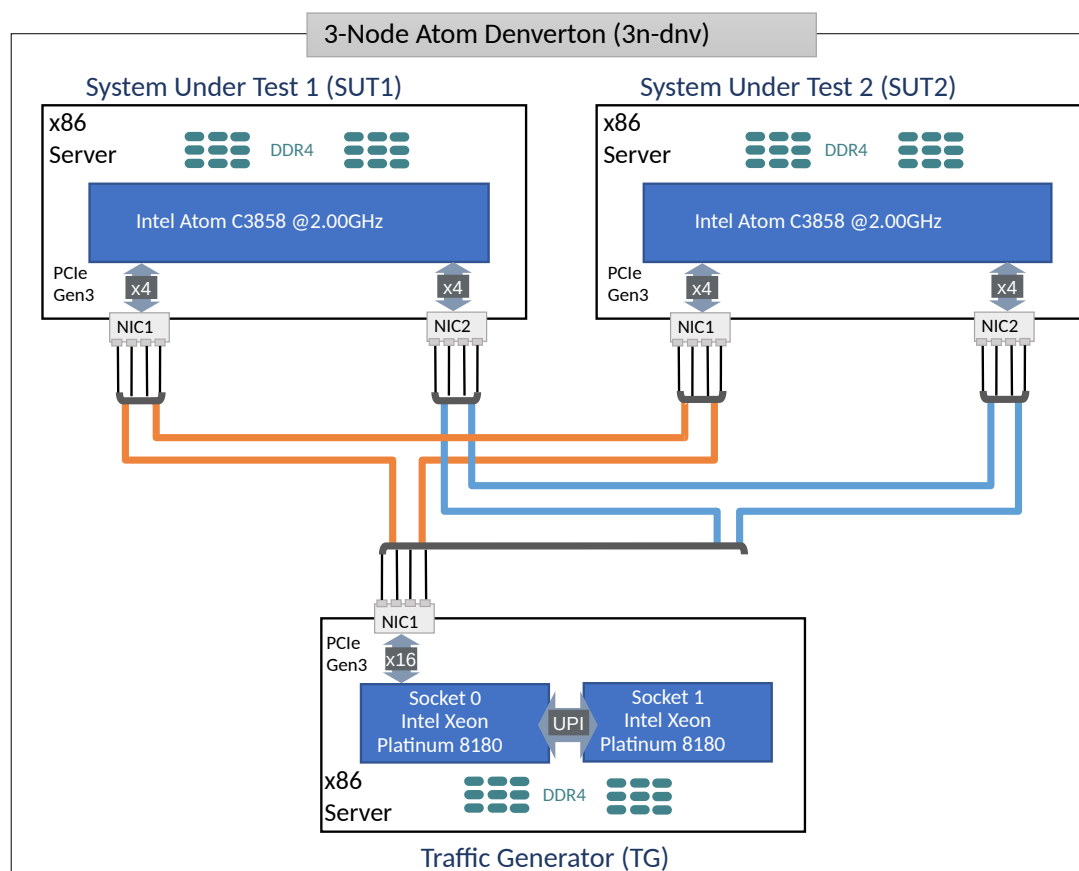 3-Node Atom Denverton (3n-dnv)
System Under Test 1 (SUT1)
System Under Test 2 (SUT2)
x86
Server
DDR4
Intel Atom C3858 @2.00GHz
PCIe
Gen3
x4
x4
NIC1
NIC2
x86
Server
DDR4
Intel Atom C3858 @2.00GHz
PCIe
Gen3
x4
x4
NIC1
NIC2
NIC1
PCIe
Gen3
x16
Socket 0
Intel Xeon
Platinum 8180
UPI
Socket 1
Intel Xeon
Platinum 8180
x86
Server
DDR4
Traffic Generator (TG)